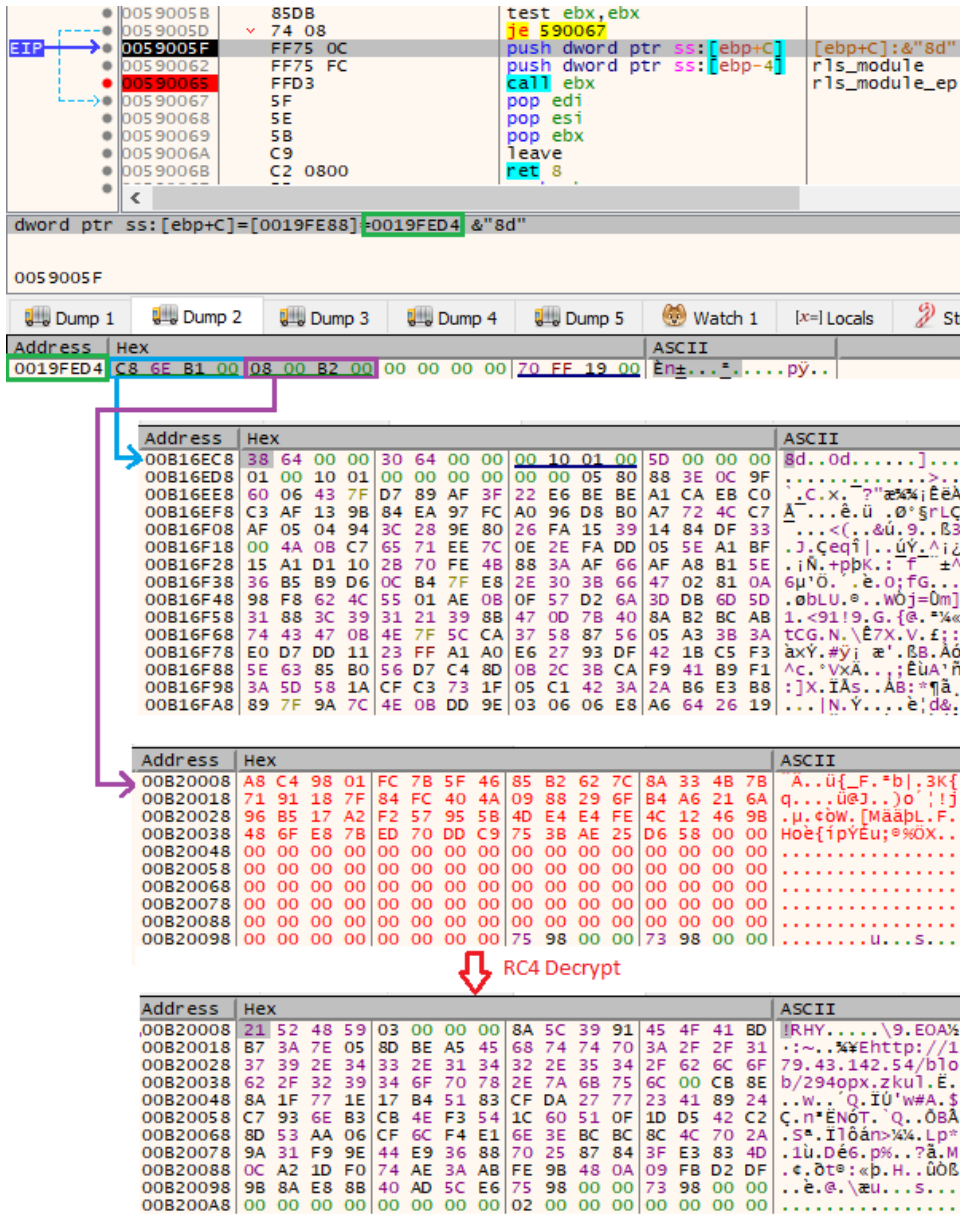 0059005B 85DB test ebx,ebx
0059005D 74 08 je 590067
EIP 0059005F FF75 0C push dword ptr ss:[ebp+C] [ebp+C]:&"8d"
00590062 FF75 FC push dword ptr ss:[ebp-4] rls_module
00590065 FFD3 call ebx rls_module_ep
00590067 5F pop edi
00590068 5E pop esi
00590069 5B pop ebx
0059006A C9 leave
0059006B C2 0800 ret 8
dword ptr ss:[ebp+C]=[0019FE88]=0019FED4 &"8d"
0059005F
Dump 1 Dump 2 Dump 3 Dump 4 Dump 5 Watch 1 [x=] Locals St
Address Hex ASCII
0019FED4 C8 6E B1 00 08 00 B2 00 00 00 00 00 70 FF 19 00 Èn±...².....pÿ..
Address Hex ASCII
00B16EC8 38 64 00 00 30 64 00 00 00 10 01 00 5D 00 00 00 8d..0d......]...
00B16ED8 01 00 10 01 00 00 00 00 00 00 05 80 88 3E 0C 9F
00B16EE8 60 06 43 7F D7 89 AF 3F 22 E6 BE BE A1 CA EB C0
00B16EF8 C3 AF 13 9B 84 EA 97 FC A0 96 D8 B0 A7 72 4C C7
00B16F08 AF 05 04 94 3C 28 9E 80 26 FA 15 39 14 84 DF 33
00B16F18 00 4A 0B C7 65 71 EE 7C 0E 2E FA DD 05 5E A1 BF
00B16F28 15 A1 D1 10 2B 70 FE 4B 88 3A AF 66 AF A8 B1 5E
00B16F38 36 B5 B9 D6 0C B4 7F E8 2E 30 3B 66 47 02 81 0A
00B16F48 98 F8 62 4C 55 01 AE 0B 0F 57 D2 6A 3D DB 6D 5D
00B16F58 31 88 3C 39 31 21 39 8B 47 0D 7B 40 8A B2 BC AB
00B16F68 74 43 47 0B 4E 7F 5C CA 37 58 87 56 05 A3 3B 3A
00B16F78 E0 D7 DD 11 23 FF A1 A0 E6 27 93 DF 42 1B C5 F3
00B16F88 5E 63 85 B0 56 D7 C4 8D 0B 2C 3B CA F9 41 B9 F1
00B16F98 3A 5D 58 1A CF C3 73 1F 05 C1 42 3A 2A B6 E3 B8
00B16FA8 89 7F 9A 7C 4E 0B DD 9E 03 06 06 E8 A6 64 26 19
Address Hex ASCII
00B20008 A8 C4 98 01 FC 7B 5F 46 85 B2 62 7C 8A 33 4B 7B
00B20018 71 91 18 7F 84 FC 40 4A 09 88 29 6F B4 A6 21 6A
00B20028 96 B5 17 A2 F2 57 95 5B 4D E4 E4 FE 4C 12 46 9B
00B20038 48 6F E8 7B ED 70 DD C9 75 3B AE 25 D6 58 00 00
00B20048 00 00 00 00 00 00 00 00 00 00 00 00 00 00 00 00 ................
00B20058 00 00 00 00 00 00 00 00 00 00 00 00 00 00 00 00 ................
00B20068 00 00 00 00 00 00 00 00 00 00 00 00 00 00 00 00 ................
00B20078 00 00 00 00 00 00 00 00 00 00 00 00 00 00 00 00 ................
00B20088 00 00 00 00 00 00 00 00 00 00 00 00 00 00 00 00 ................
00B20098 00 00 00 00 00 00 00 00 75 98 00 00 73 98 00 00 ........u...s...
RC4 Decrypt
Address Hex ASCII
00B20008 21 52 48 59 03 00 00 00 8A 5C 39 91 45 4F 41 BD !RHY.....\9.EOA½
00B20018 B7 3A 7E 05 8D BE A5 45 68 74 74 70 3A 2F 2F 31 ·:~..¾¥Ehttp://1
00B20028 37 39 2E 34 33 2E 31 34 32 2E 35 34 2F 62 6C 6F 79.43.142.54/blo
00B20038 62 2F 32 39 34 6F 70 78 2E 7A 6B 75 6C 00 CB 8E b/294opx.zkul.Ë.
00B20048 8A 1F 77 1E 17 B4 51 83 CF DA 27 77 23 41 89 24
00B20058 C7 93 6E B3 CB 4E F3 54 1C 60 51 0F 1D D5 42 C2
00B20068 8D 53 AA 06 CF 6C F4 E1 6E 3E BC BC 8C 4C 70 2A
00B20078 9A 31 F9 9E 44 E9 36 88 70 25 87 84 3F E3 83 4D
00B20088 0C A2 1D F0 74 AE 3A AB FE 9B 48 0A 09 FB D2 DF
00B20098 9B 8A E8 8B 40 AD 5C E6 75 98 00 00 73 98 00 00
00B200A8 00 00 00 00 00 00 00 00 02 00 00 00 00 00 00 00 ................